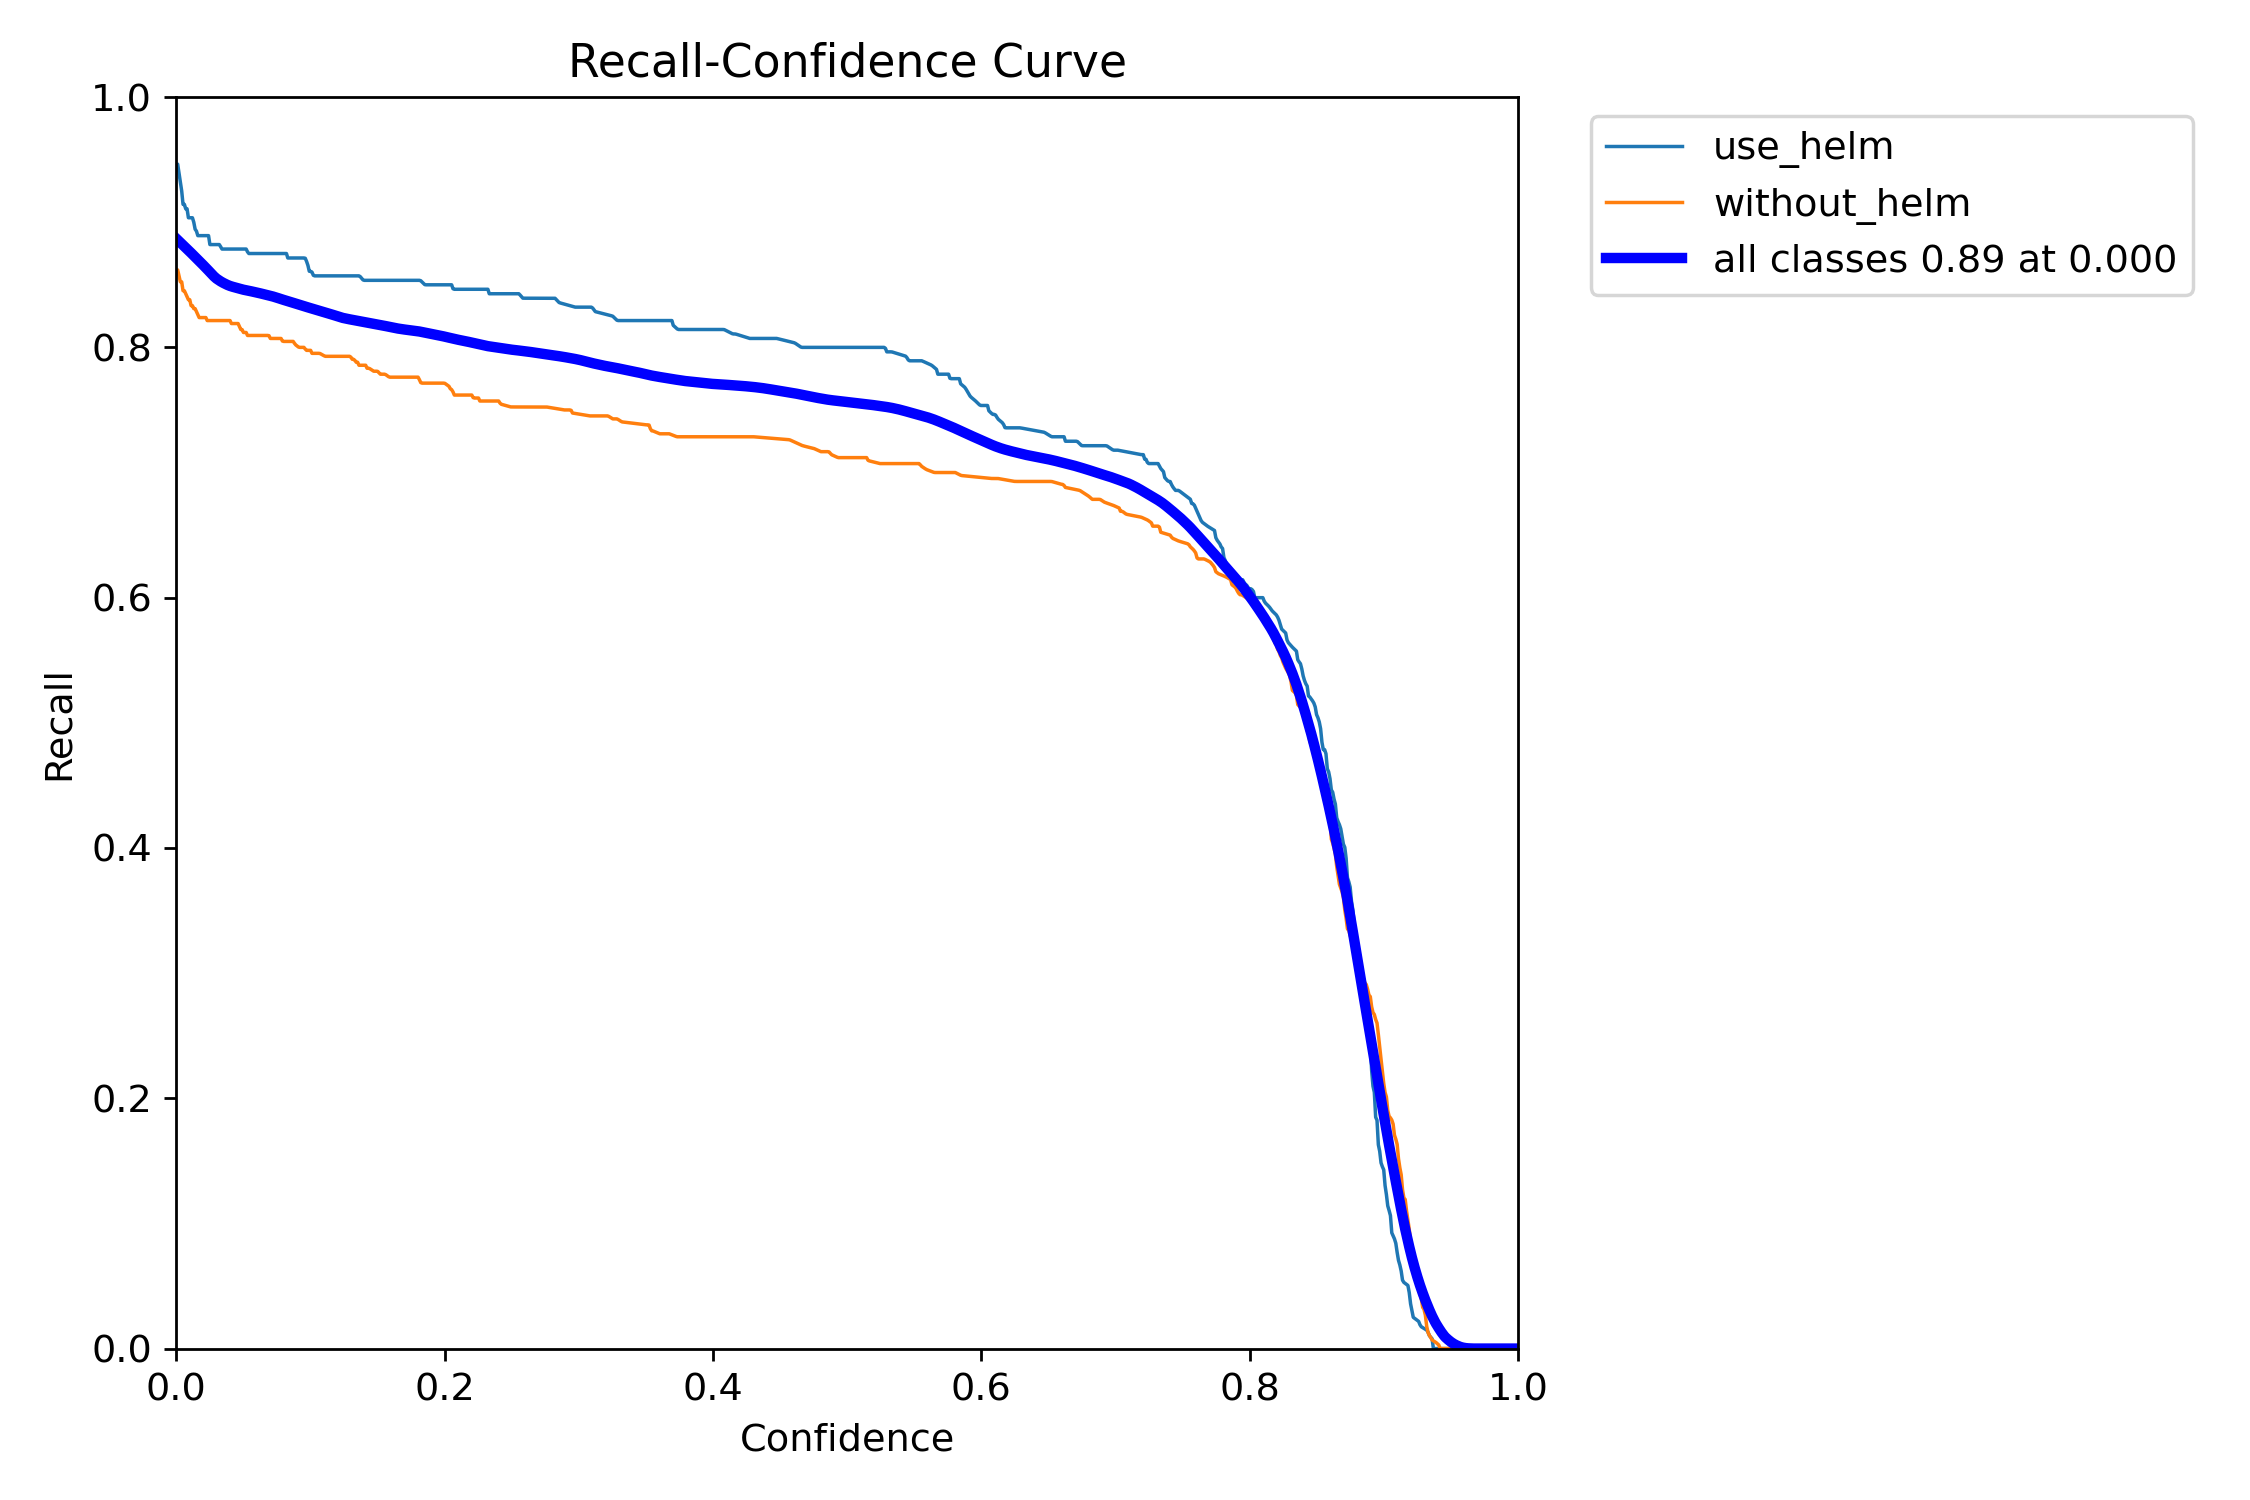 Recall-Confidence Curve
1.0
0.8
0.6
0.4
0.2
0.0
Recall
0.0 0.2 0.4 0.6 0.8 1.0
Confidence
use_helm
without_helm
all classes 0.89 at 0.000